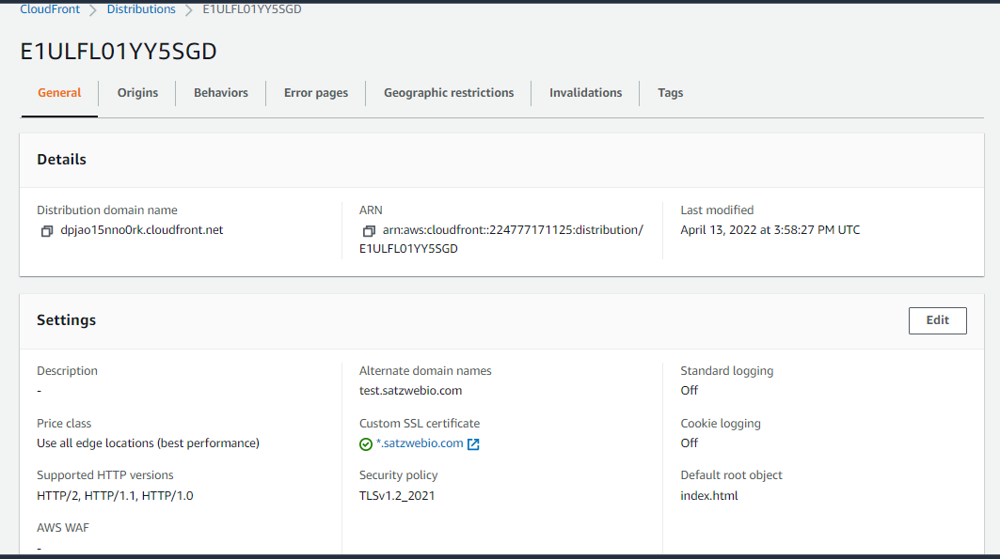 CloudFront > Distributions > E1ULFL01YY5SGD
E1ULFL01YY5SGD
General Origins Behaviors Error pages Geographic restrictions Invalidations Tags
Details
Distribution domain name
dpjao15nno0rk.cloudfront.net
ARN
arn:aws:cloudfront::224777171125:distribution/
E1ULFL01YY5SGD
Last modified
April 13, 2022 at 3:58:27 PM UTC
Settings
Edit
Description
-
Price class
Use all edge locations (best performance)
Supported HTTP versions
HTTP/2, HTTP/1.1, HTTP/1.0
AWS WAF
-
Alternate domain names
test.satzwebio.com
Custom SSL certificate
*.satzwebio.com
Security policy
TLSv1.2_2021
Standard logging
Off
Cookie logging
Off
Default root object
index.html